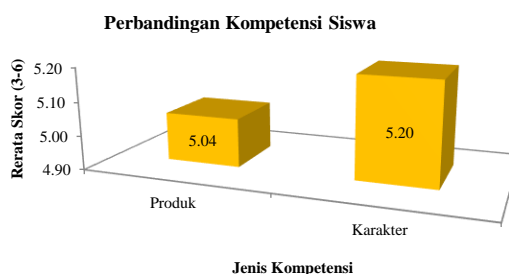 Perbandingan Kompetensi Siswa
Rerata Skor (3-6)
5.20
5.10
5.00
4.90
5.04
5.20
Produk
Karakter
Jenis Kompetensi